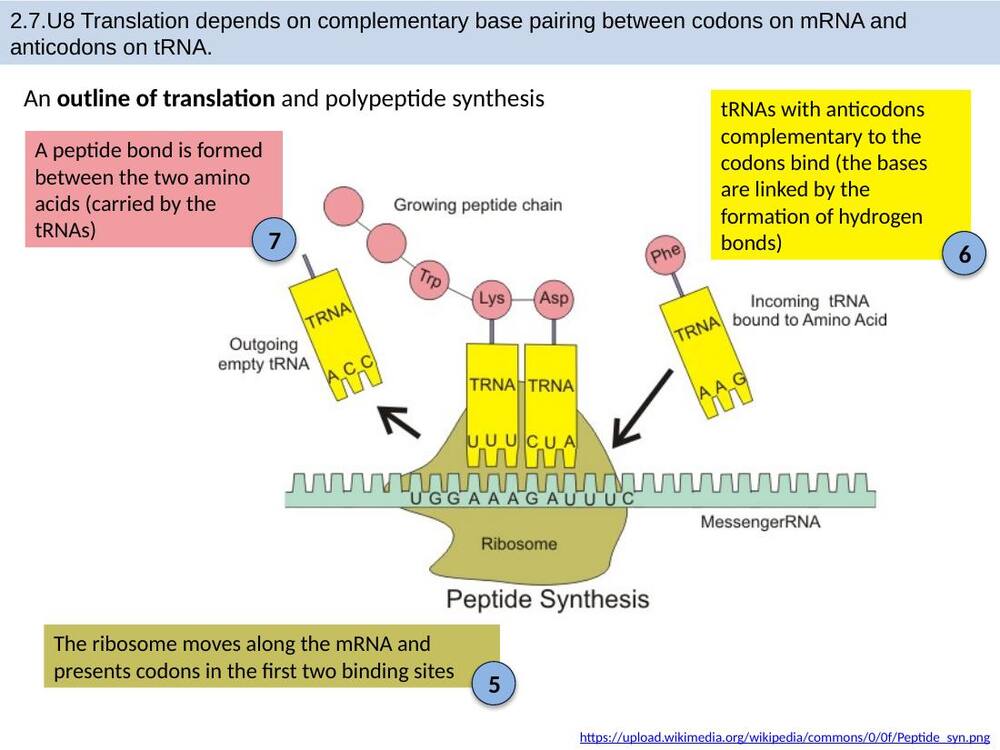 2.7.U8 Translation depends on complementary base pairing between codons on mRNA and
anticodons on tRNA.
An outline of translation and polypeptide synthesis
A peptide bond is formed
between the two amino
acids (carried by the
tRNAs)
7
tRNAs with anticodons
complementary to the
codons bind (the bases
are linked by the
formation of hydrogen
bonds)
6
Growing peptide chain
Trp
Lys
Asp
Phe
Incoming tRNA
bound to Amino Acid
Outgoing
empty tRNA
TRNA
A C C
TRNA
U U U
TRNA
C U A
TRNA
A A G
U G G A A A G A U U U C
MessengerRNA
Ribosome
Peptide Synthesis
The ribosome moves along the mRNA and
presents codons in the first two binding sites
5
https://upload.wikimedia.org/wikipedia/commons/0/0f/Peptide_syn.png